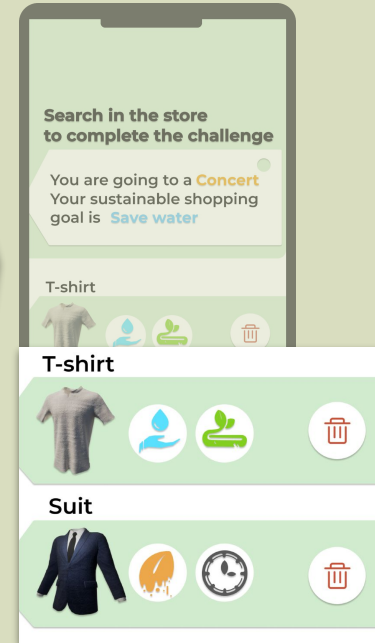 Search in the store
to complete the challenge
You are going to a Concert
Your sustainable shopping
goal is Save water
T-shirt
T-shirt
Suit